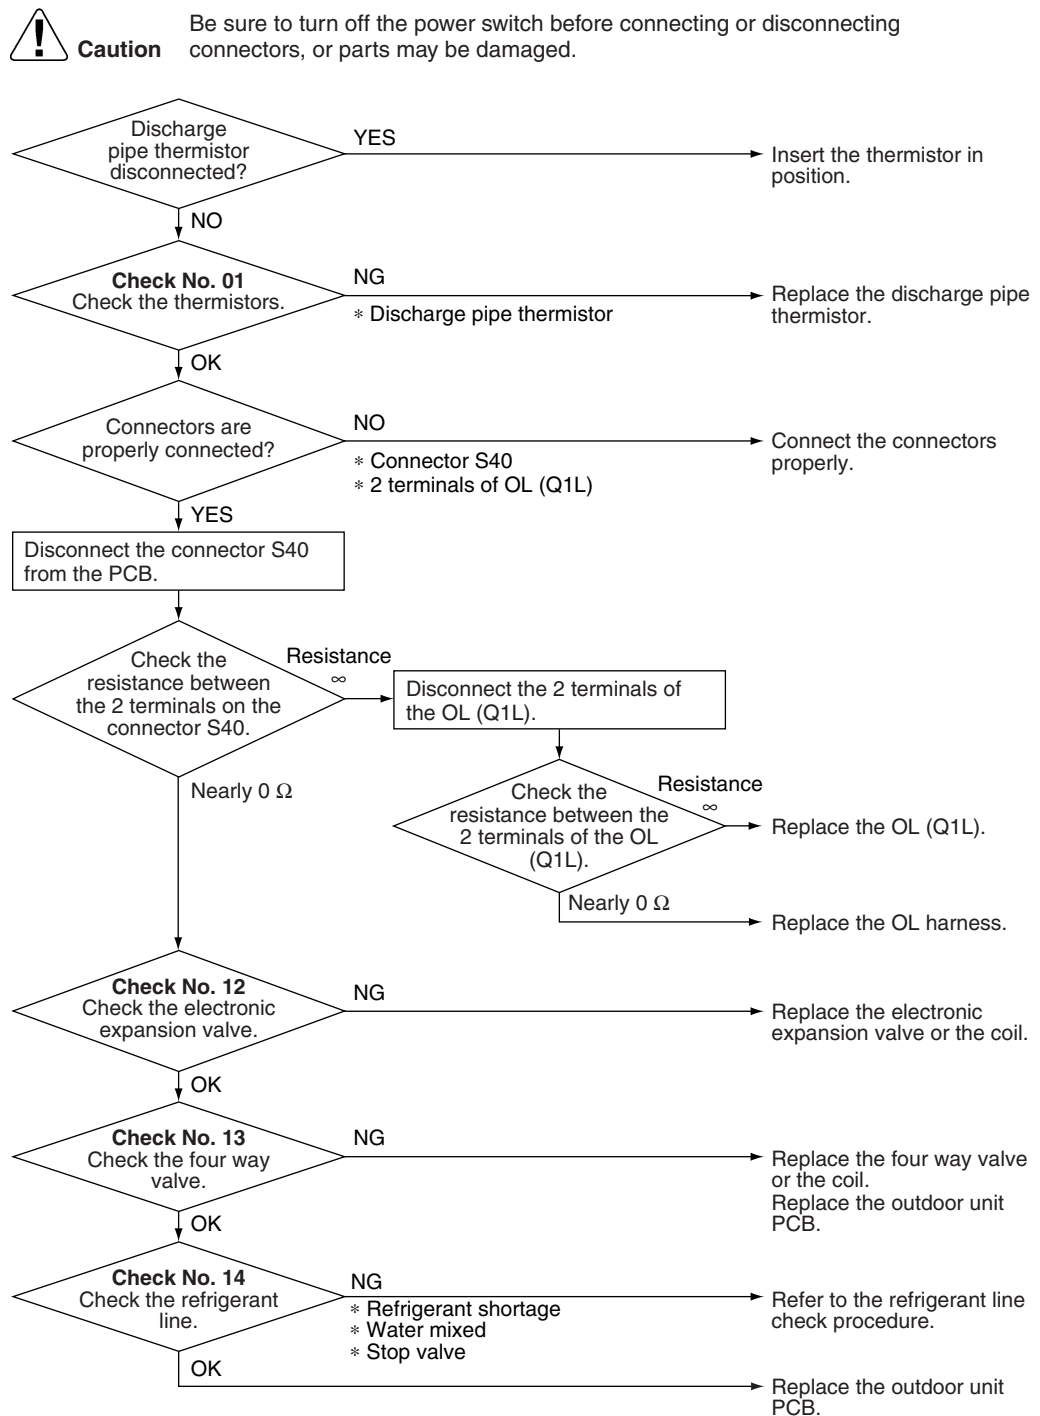 Be sure to turn off the power switch before connecting or disconnecting
Caution connectors, or parts may be damaged.
Discharge
pipe thermistor
disconnected?
YES
Insert the thermistor in
position.
NO
Check No. 01
Check the thermistors.
NG
* Discharge pipe thermistor
Replace the discharge pipe
thermistor.
OK
Connectors are
properly connected?
NO
* Connector S40
* 2 terminals of OL (Q1L)
Connect the connectors
properly.
YES
Disconnect the connector S40
from the PCB.
Check the
resistance between
the 2 terminals on the
connector S40.
Resistance
∞
Disconnect the 2 terminals of
the OL (Q1L).
Nearly 0 Ω
Check the
resistance between the
2 terminals of the OL
(Q1L).
Resistance
∞
Replace the OL (Q1L).
Nearly 0 Ω
Replace the OL harness.
Check No. 12
Check the electronic
expansion valve.
NG
Replace the electronic
expansion valve or the coil.
OK
Check No. 13
Check the four way
valve.
NG
Replace the four way valve
or the coil.
Replace the outdoor unit
PCB.
OK
Check No. 14
Check the refrigerant
line.
NG
* Refrigerant shortage
* Water mixed
* Stop valve
Refer to the refrigerant line
check procedure.
OK
Replace the outdoor unit
PCB.